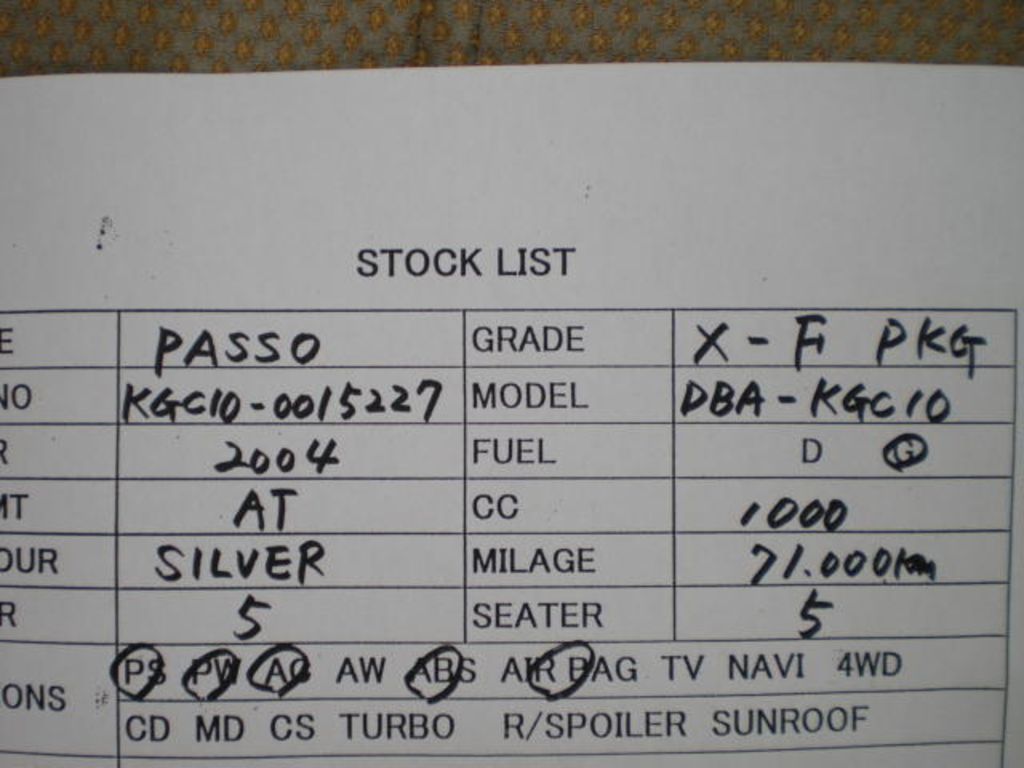 STOCK LIST
E PASSO GRADE X-F PKG
NO KGC10-0015227 MODEL DBA-KGC10
R 2004 FUEL D G
MT AT CC 1000
OUR SILVER MILAGE 71.000km
R 5 SEATER 5
ONS PS PW AC AW ABS AIR BAG TV NAVI 4WD
CD MD CS TURBO R/SPOILER SUNROOF